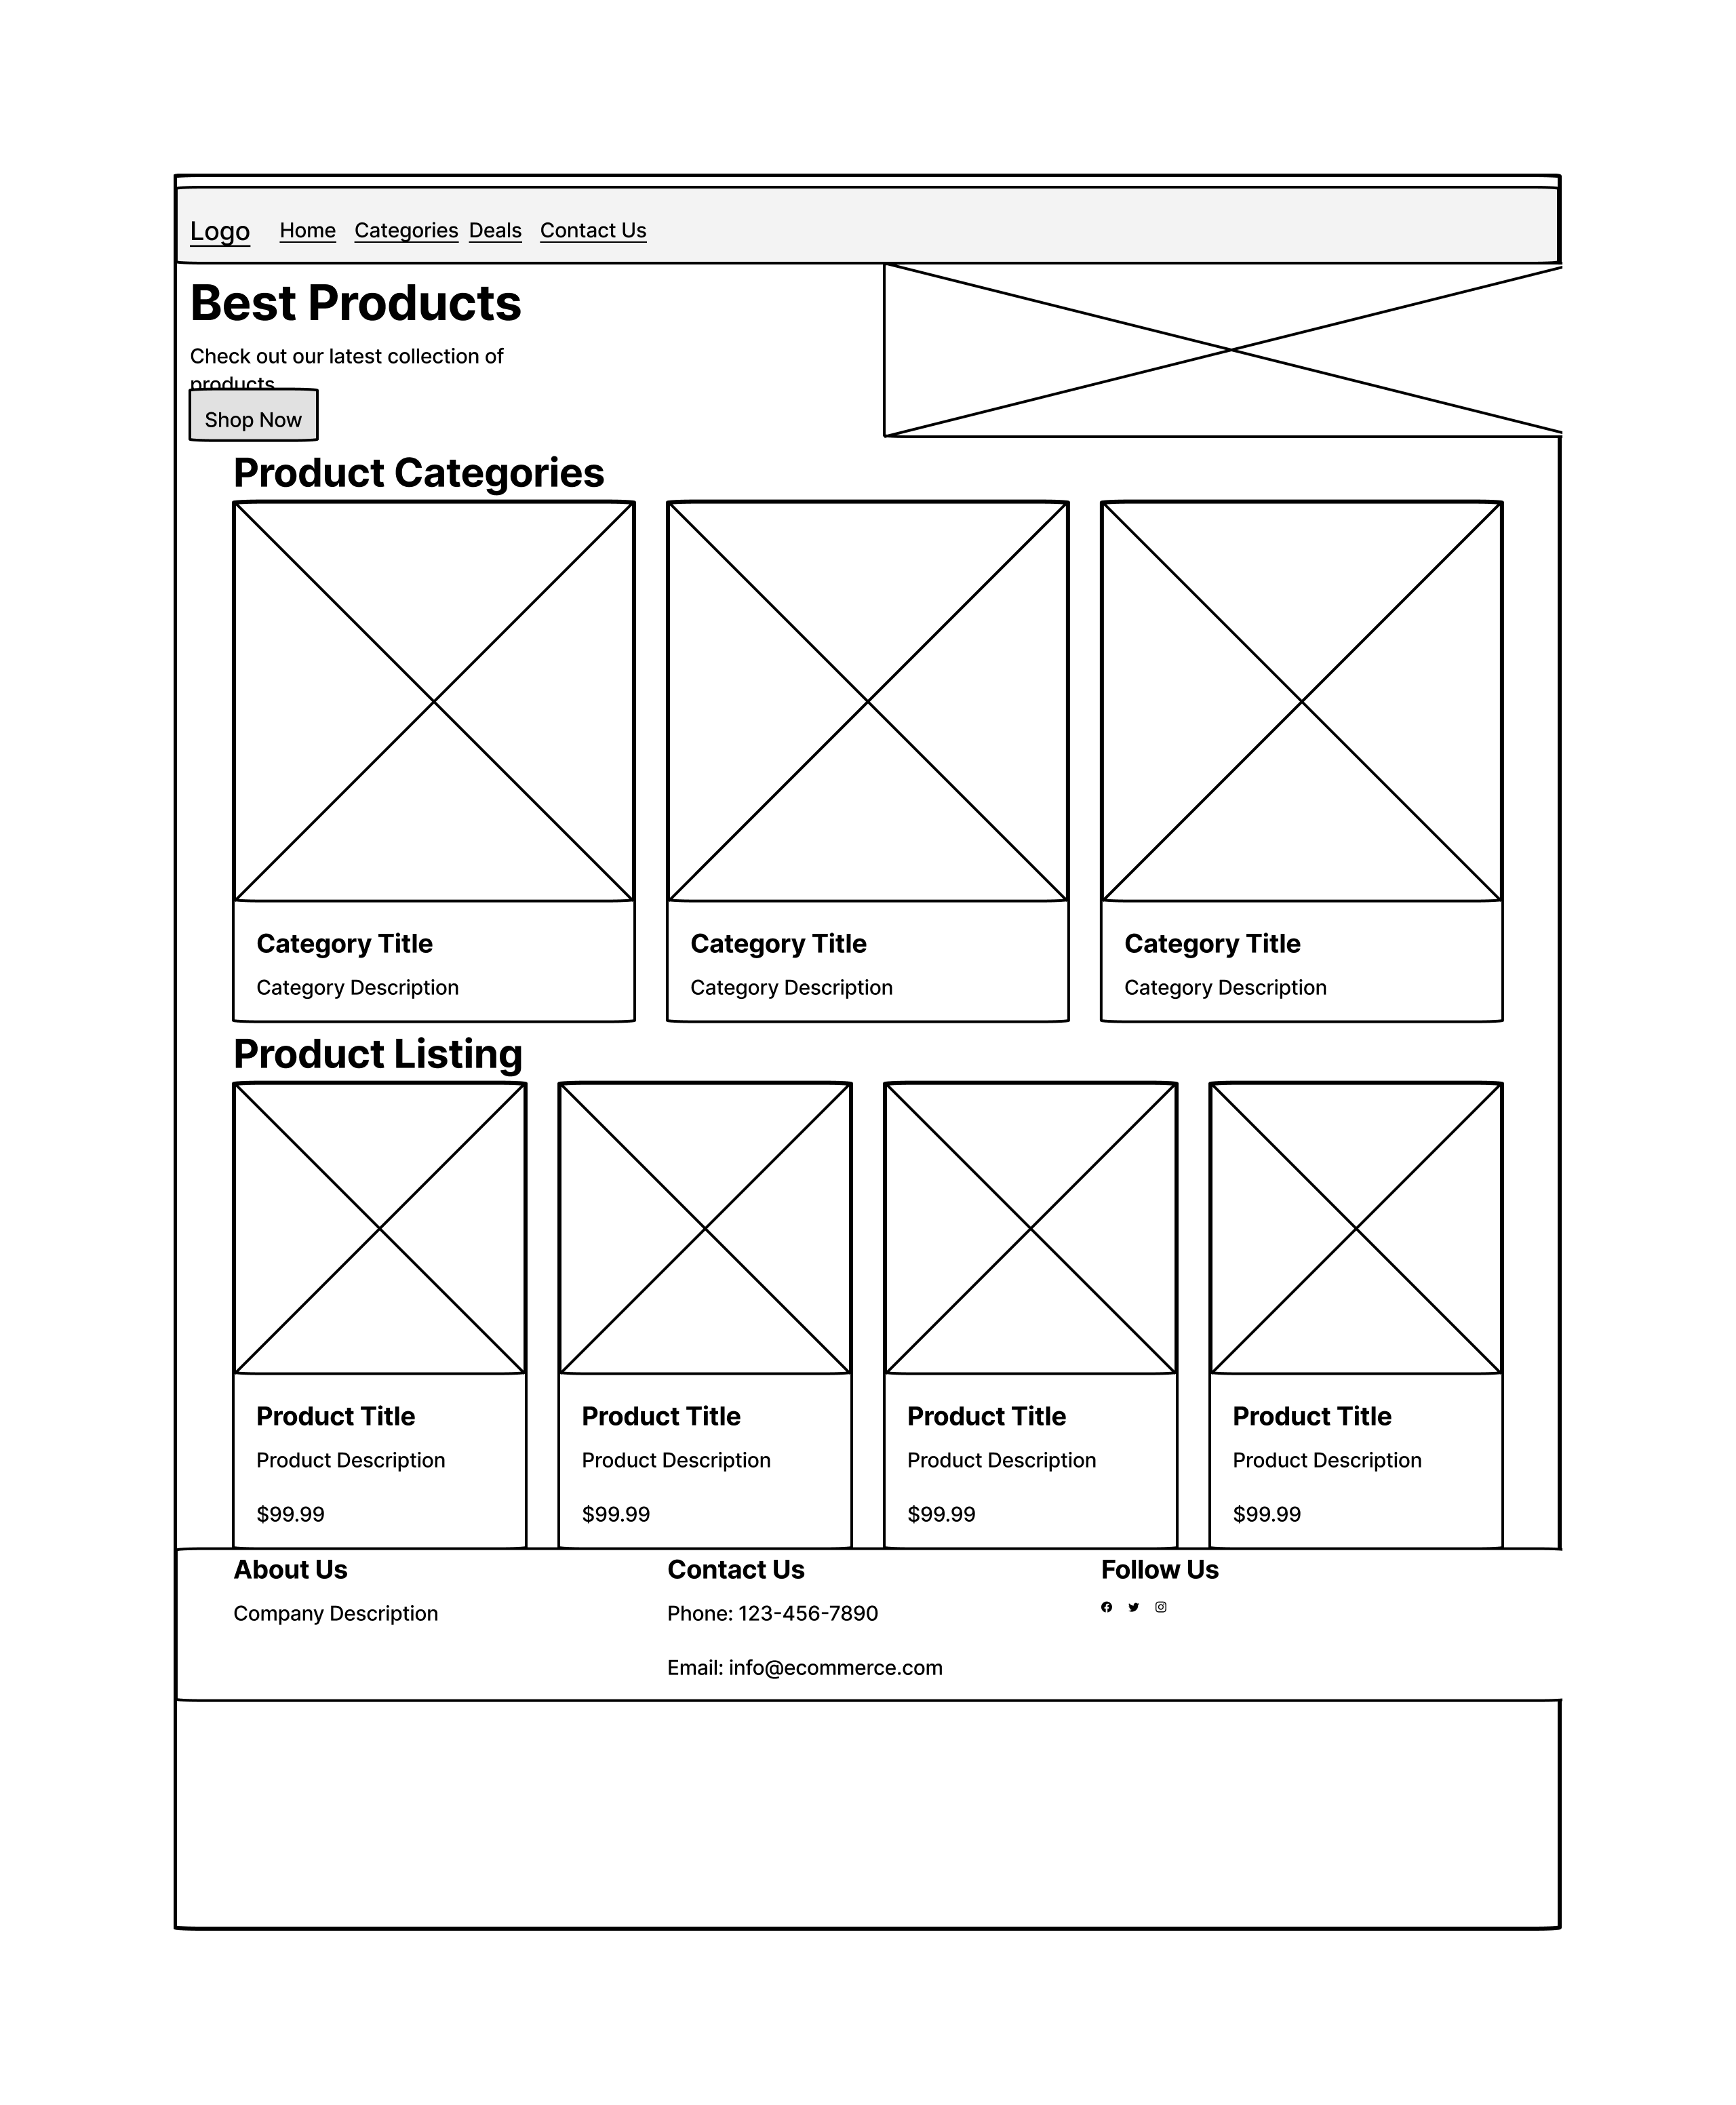 Logo Home Categories Deals Contact Us
Best Products
Check out our latest collection of
products
Shop Now
Product Categories
Category Title
Category Description
Category Title
Category Description
Category Title
Category Description
Product Listing
Product Title
Product Description
$99.99
Product Title
Product Description
$99.99
Product Title
Product Description
$99.99
Product Title
Product Description
$99.99
About Us
Company Description
Contact Us
Phone: 123-456-7890
Email: info@ecommerce.com
Follow Us